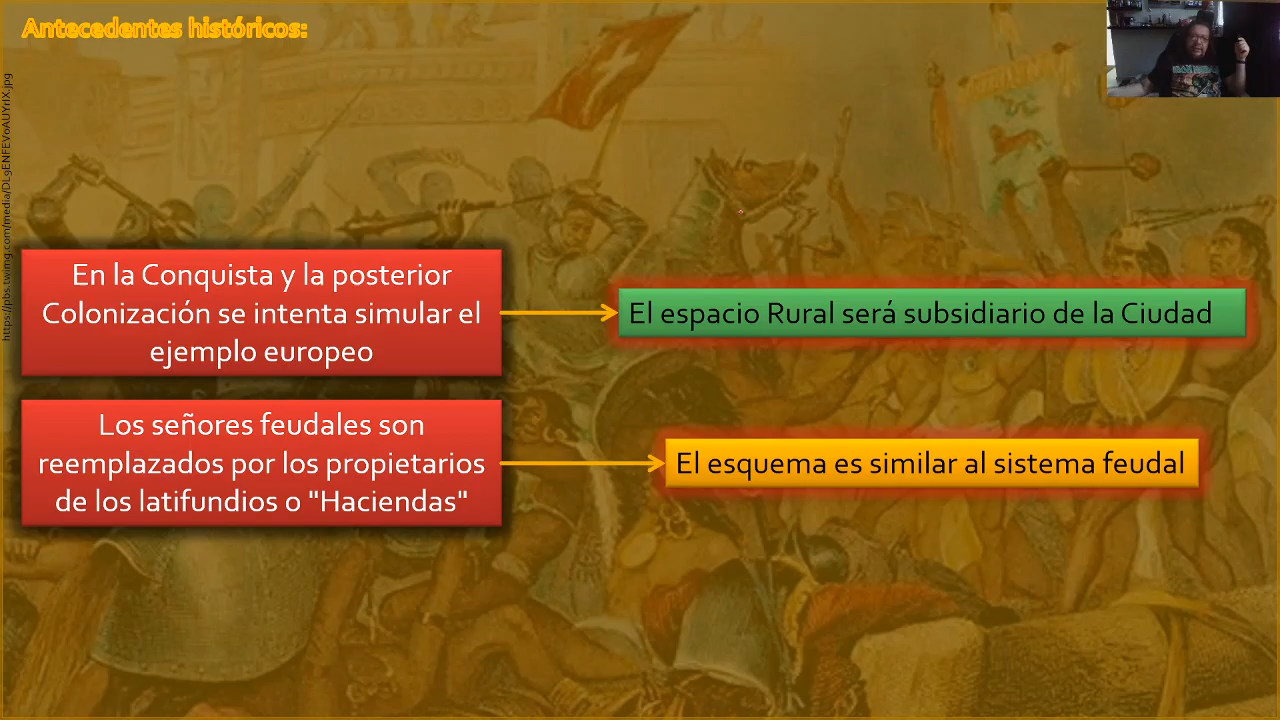 Antecedentes históricos:
https://pbs.twimg.com/media/DL9ENFEV0AUYrIX.jpg
En la Conquista y la posterior
Colonización se intenta simular el
ejemplo europeo
El espacio Rural será subsidiario de la Ciudad
Los señores feudales son
reemplazados por los propietarios
de los latifundios o "Haciendas"
El esquema es similar al sistema feudal